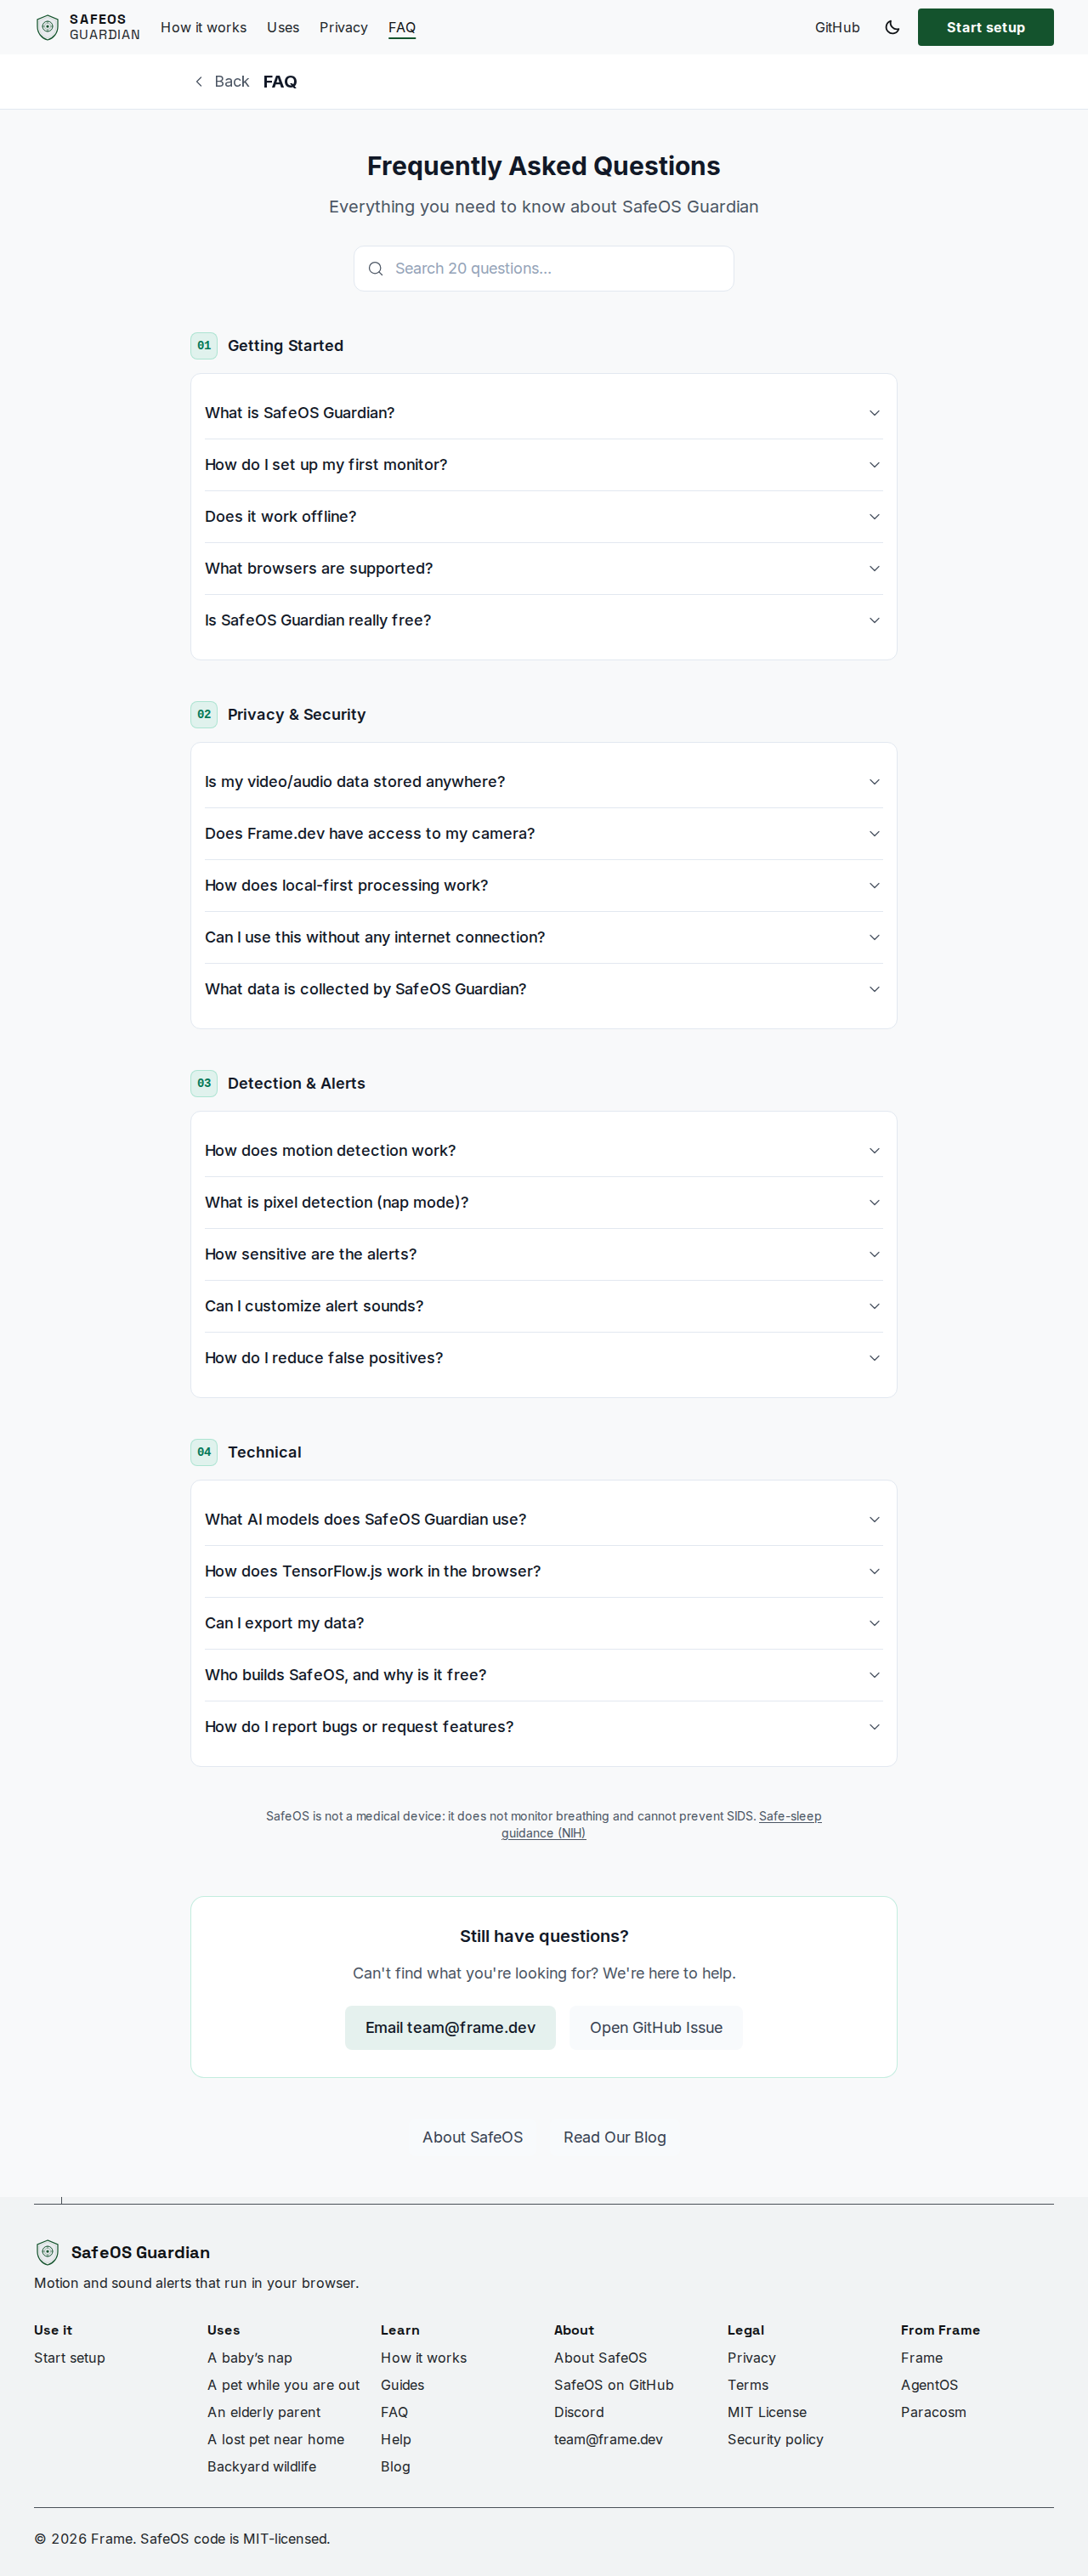 SAFEOS
GUARDIAN
How it works
Uses
Privacy
FAQ
GitHub
Start setup
Back
FAQ
Frequently Asked Questions
Everything you need to know about SafeOS Guardian
Search 20 questions...
01
Getting Started
What is SafeOS Guardian?
How do I set up my first monitor?
Does it work offline?
What browsers are supported?
Is SafeOS Guardian really free?
02
Privacy & Security
Is my video/audio data stored anywhere?
Does Frame.dev have access to my camera?
How does local-first processing work?
Can I use this without any internet connection?
What data is collected by SafeOS Guardian?
03
Detection & Alerts
How does motion detection work?
What is pixel detection (nap mode)?
How sensitive are the alerts?
Can I customize alert sounds?
How do I reduce false positives?
04
Technical
What AI models does SafeOS Guardian use?
How does TensorFlow.js work in the browser?
Can I export my data?
Who builds SafeOS, and why is it free?
How do I report bugs or request features?
SafeOS is not a medical device: it does not monitor breathing and cannot prevent SIDS. Safe-sleep
guidance (NIH)
Still have questions?
Can't find what you're looking for? We're here to help.
Email team@frame.dev
Open GitHub Issue
About SafeOS
Read Our Blog
SafeOS Guardian
Motion and sound alerts that run in your browser.
Use it
Start setup
Uses
A baby’s nap
A pet while you are out
An elderly parent
A lost pet near home
Backyard wildlife
Learn
How it works
Guides
FAQ
Help
Blog
About
About SafeOS
SafeOS on GitHub
Discord
team@frame.dev
Legal
Privacy
Terms
MIT License
Security policy
From Frame
Frame
AgentOS
Paracosm
© 2026 Frame. SafeOS code is MIT-licensed.